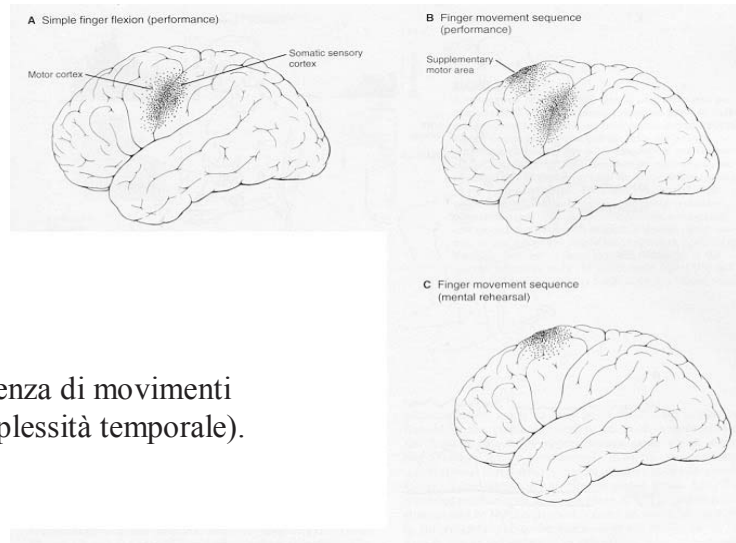 A Simple finger flexion (performance)
Motor cortex
Somatic sensory
cortex
B Finger movement sequence
(performance)
Supplementary
motor area
C Finger movement sequence
(mental rehearsal)
enza di movimenti
plessità temporale).